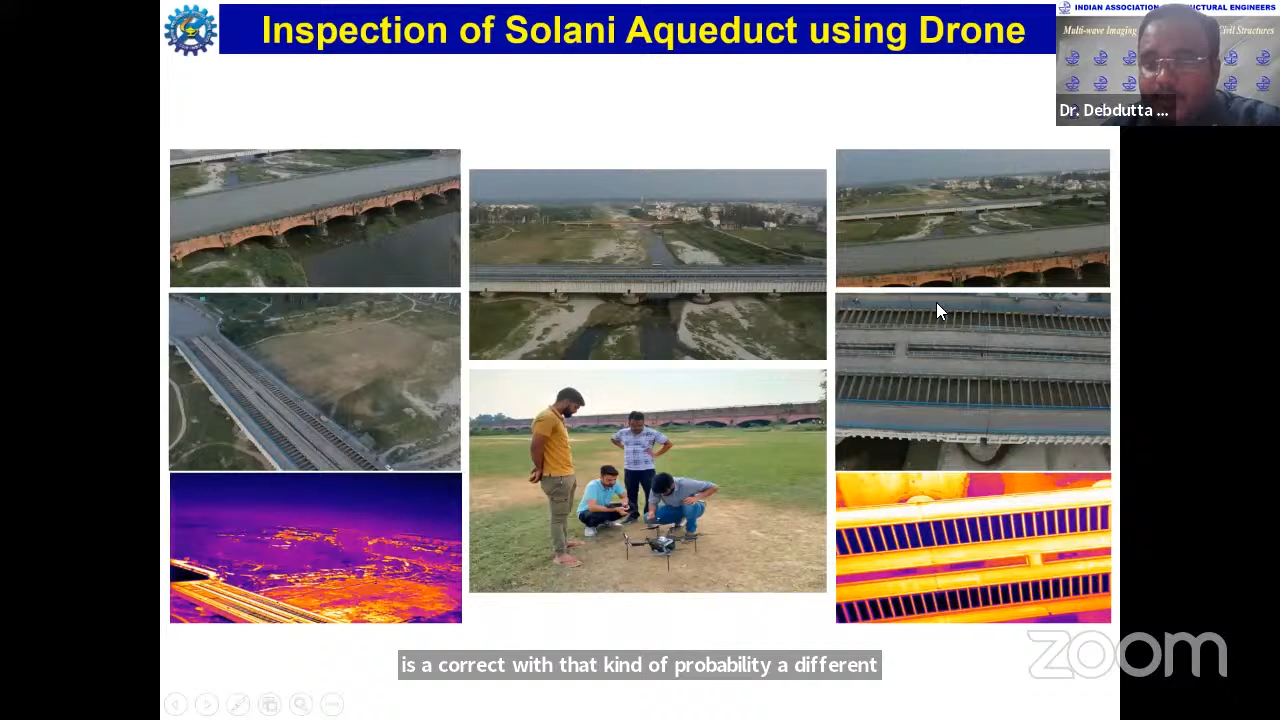 Inspection of Solani Aqueduct using Drone
INDIAN ASSOCIATION
CTURAL ENGINEERS
Multi-wave Imaging
Civil Structures
Dr. Debdutta ...
is a correct with that kind of probability a different
zoom